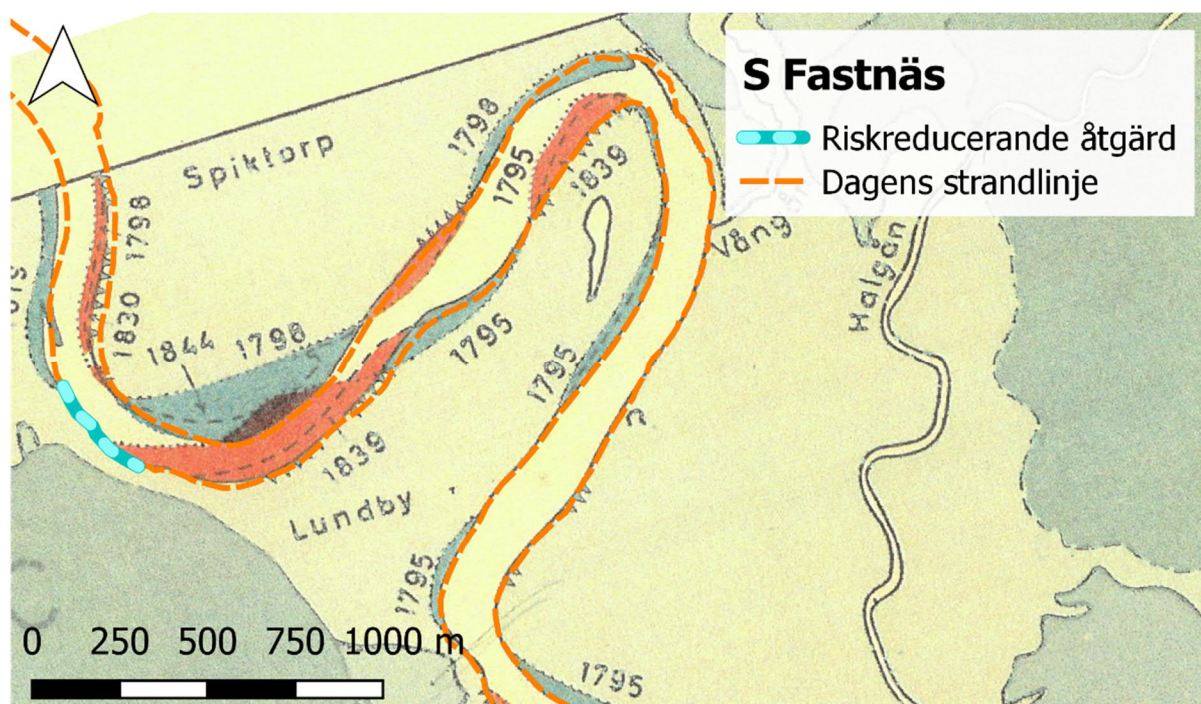 S Fastnäs
Riskreducerande åtgärd
Dagens strandlinje
Spiktorp
1798
1795
1839
1798
1830
1844
1798
1795
1839
Lundby
1795
1795
1795
Vång
Halgån
0 250 500 750 1000 m